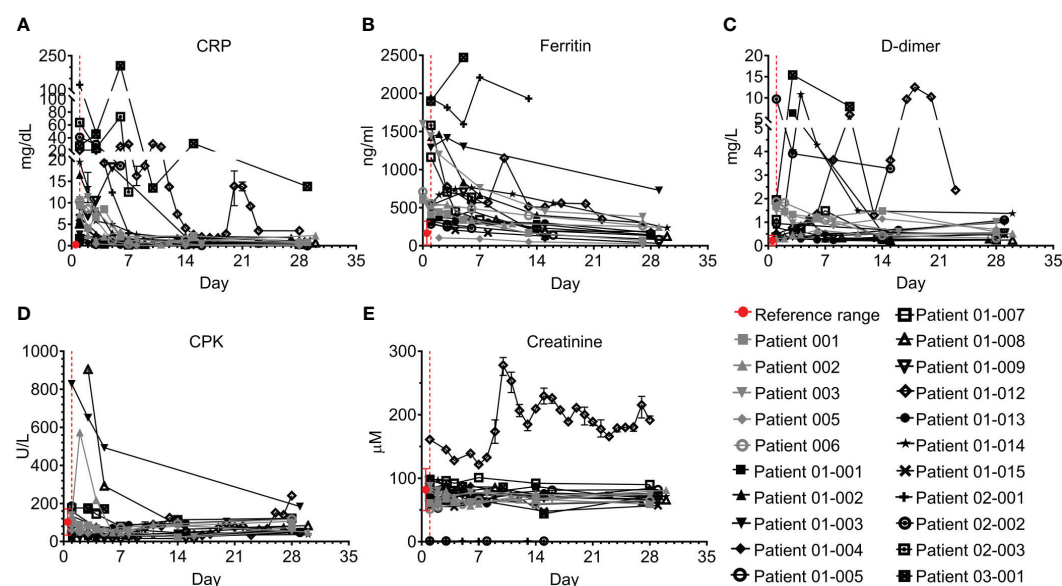 A
CRP
250
200
150
100
100
80
60
40
20
20
15
10
5
0
mg/dL
0 7 14 21 28 35
Day
B
Ferritin
2500
2000
1500
1000
500
0
ng/ml
0 7 14 21 28 35
Day
C
D-dimer
20
15
10
5
5
4
3
2
1
0
mg/L
0 7 14 21 28 35
Day
D
CPK
1000
800
600
400
200
0
U/L
0 7 14 21 28 35
Day
E
Creatinine
300
200
100
0
μM
0 7 14 21 28 35
Day
Reference range
Patient 001
Patient 002
Patient 003
Patient 005
Patient 006
Patient 01-001
Patient 01-002
Patient 01-003
Patient 01-004
Patient 01-005
Patient 01-007
Patient 01-008
Patient 01-009
Patient 01-012
Patient 01-013
Patient 01-014
Patient 01-015
Patient 02-001
Patient 02-002
Patient 02-003
Patient 03-001